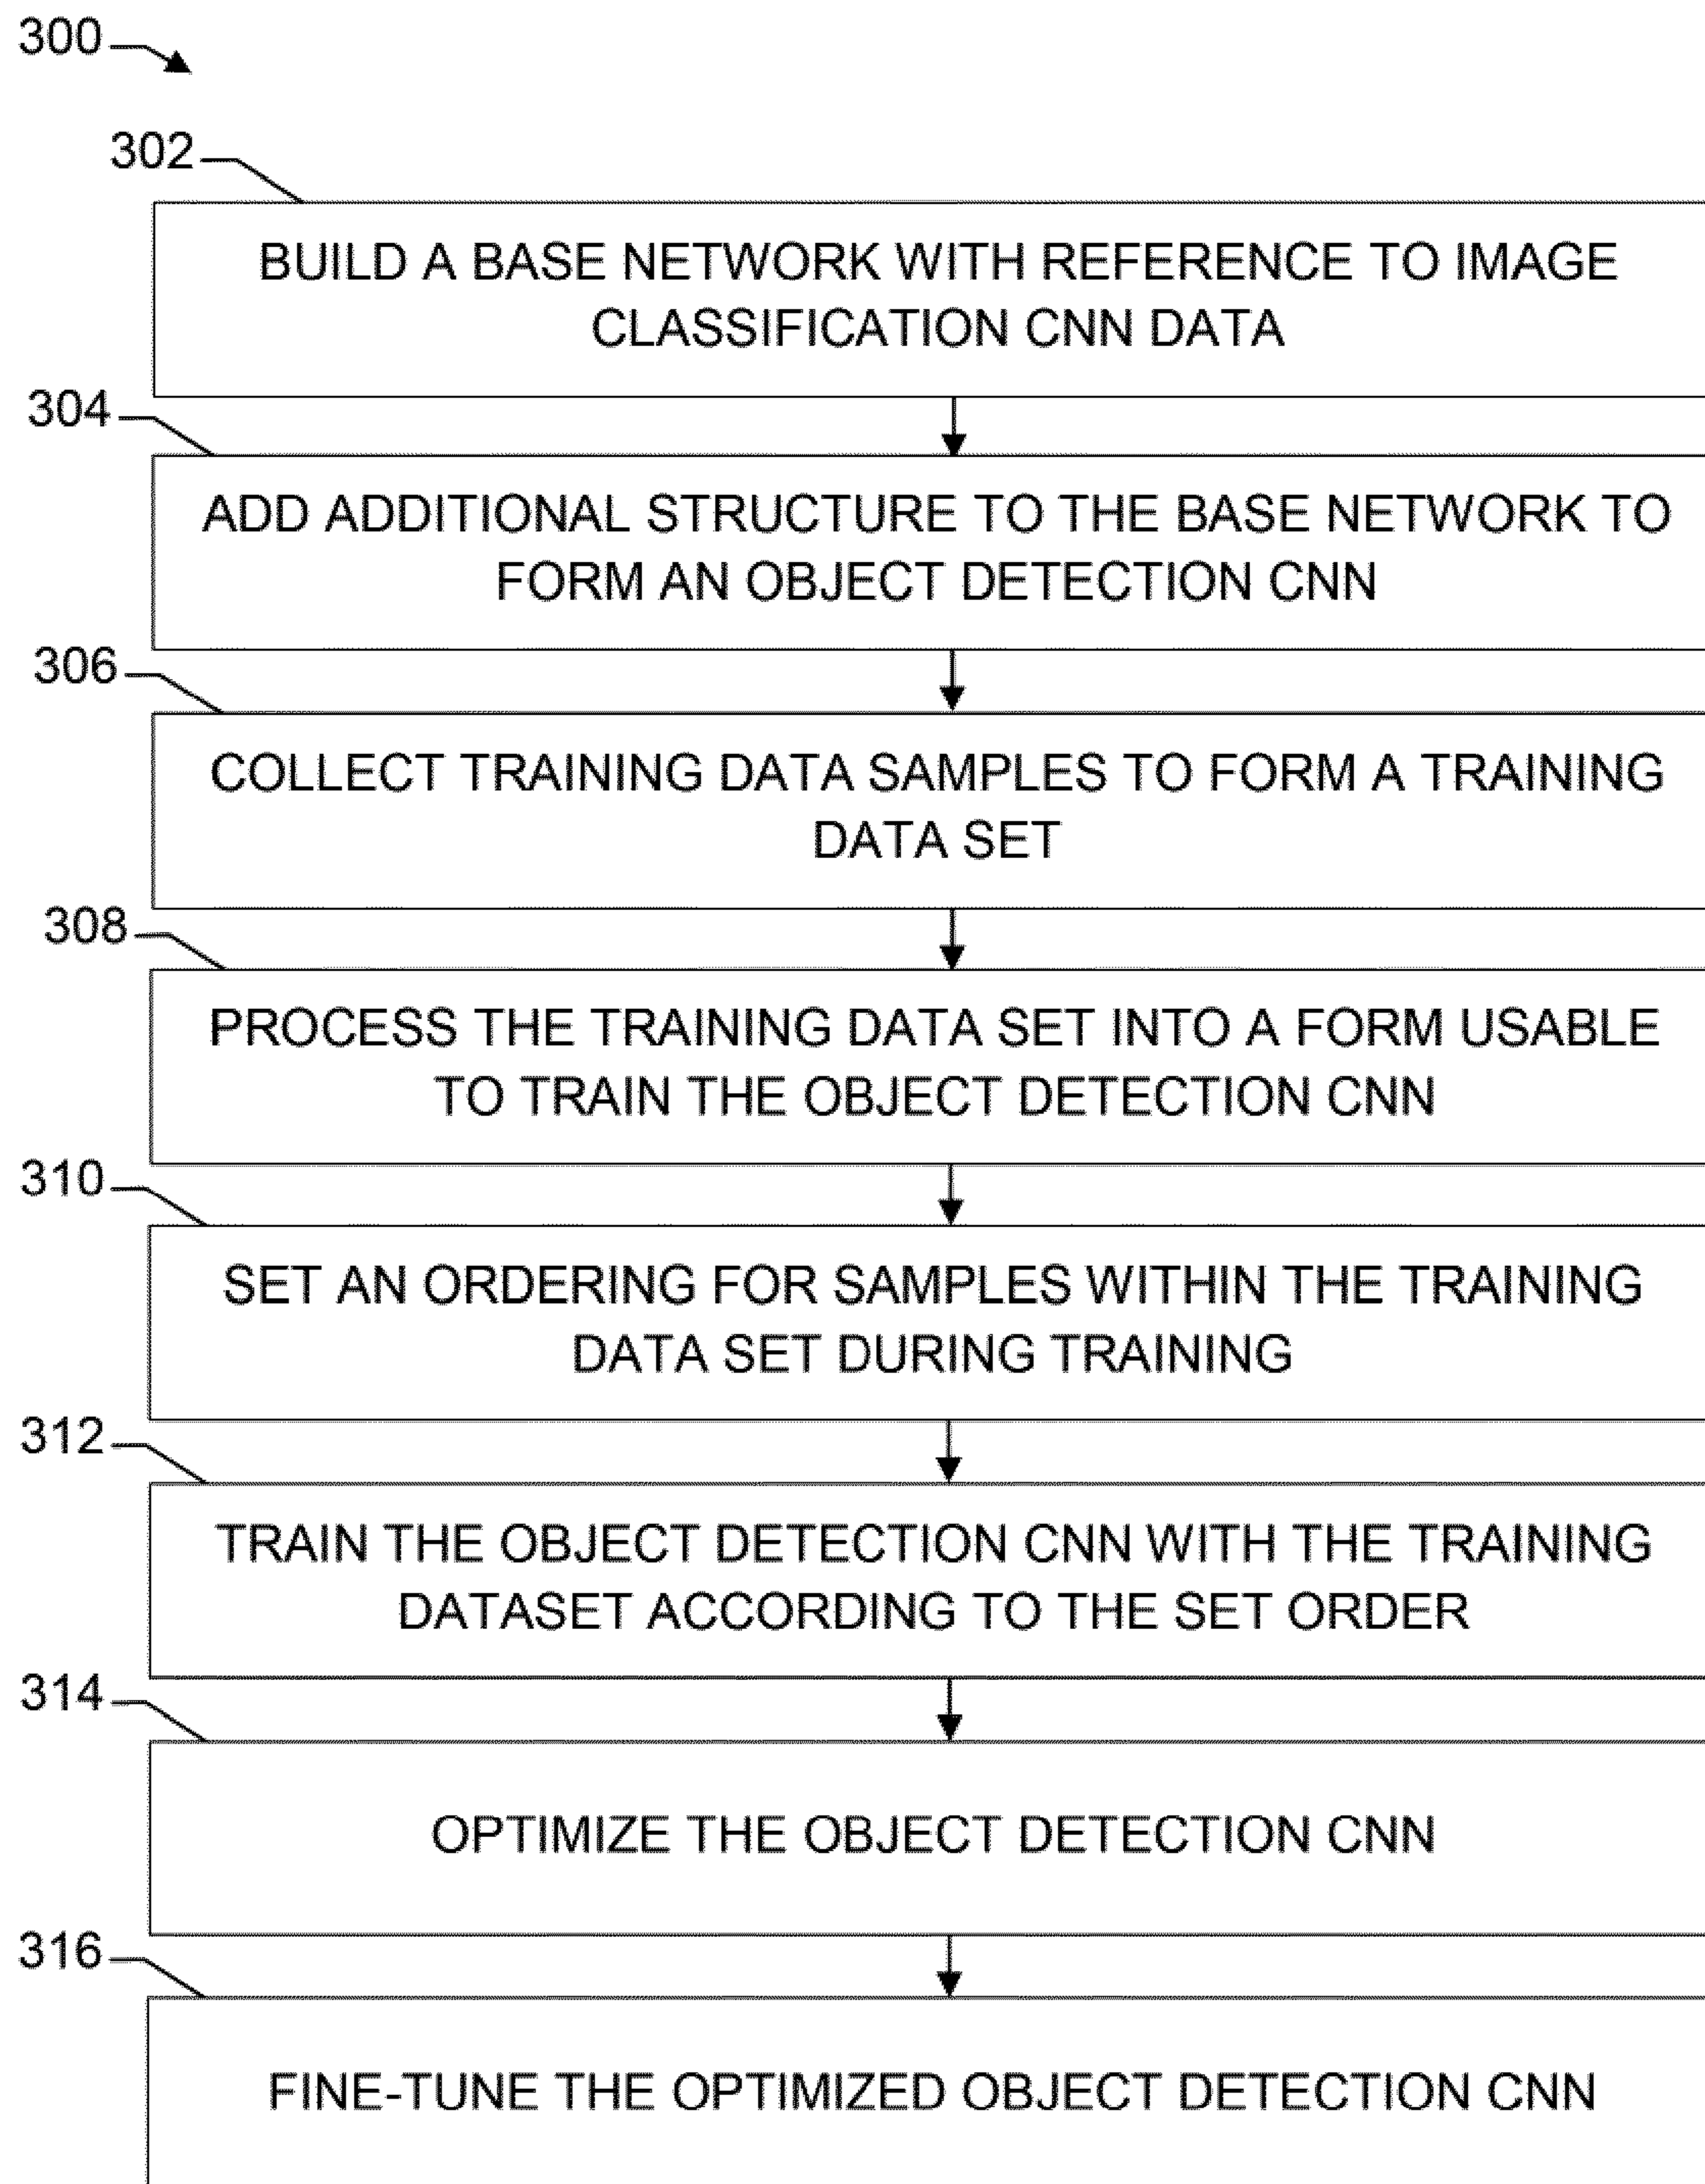 300
302
BUILD A BASE NETWORK WITH REFERENCE TO IMAGE
CLASSIFICATION CNN DATA
304
ADD ADDITIONAL STRUCTURE TO THE BASE NETWORK TO
FORM AN OBJECT DETECTION CNN
306
COLLECT TRAINING DATA SAMPLES TO FORM A TRAINING
DATA SET
308
PROCESS THE TRAINING DATA SET INTO A FORM USABLE
TO TRAIN THE OBJECT DETECTION CNN
310
SET AN ORDERING FOR SAMPLES WITHIN THE TRAINING
DATA SET DURING TRAINING
312
TRAIN THE OBJECT DETECTION CNN WITH THE TRAINING
DATASET ACCORDING TO THE SET ORDER
314
OPTIMIZE THE OBJECT DETECTION CNN
316
FINE-TUNE THE OPTIMIZED OBJECT DETECTION CNN